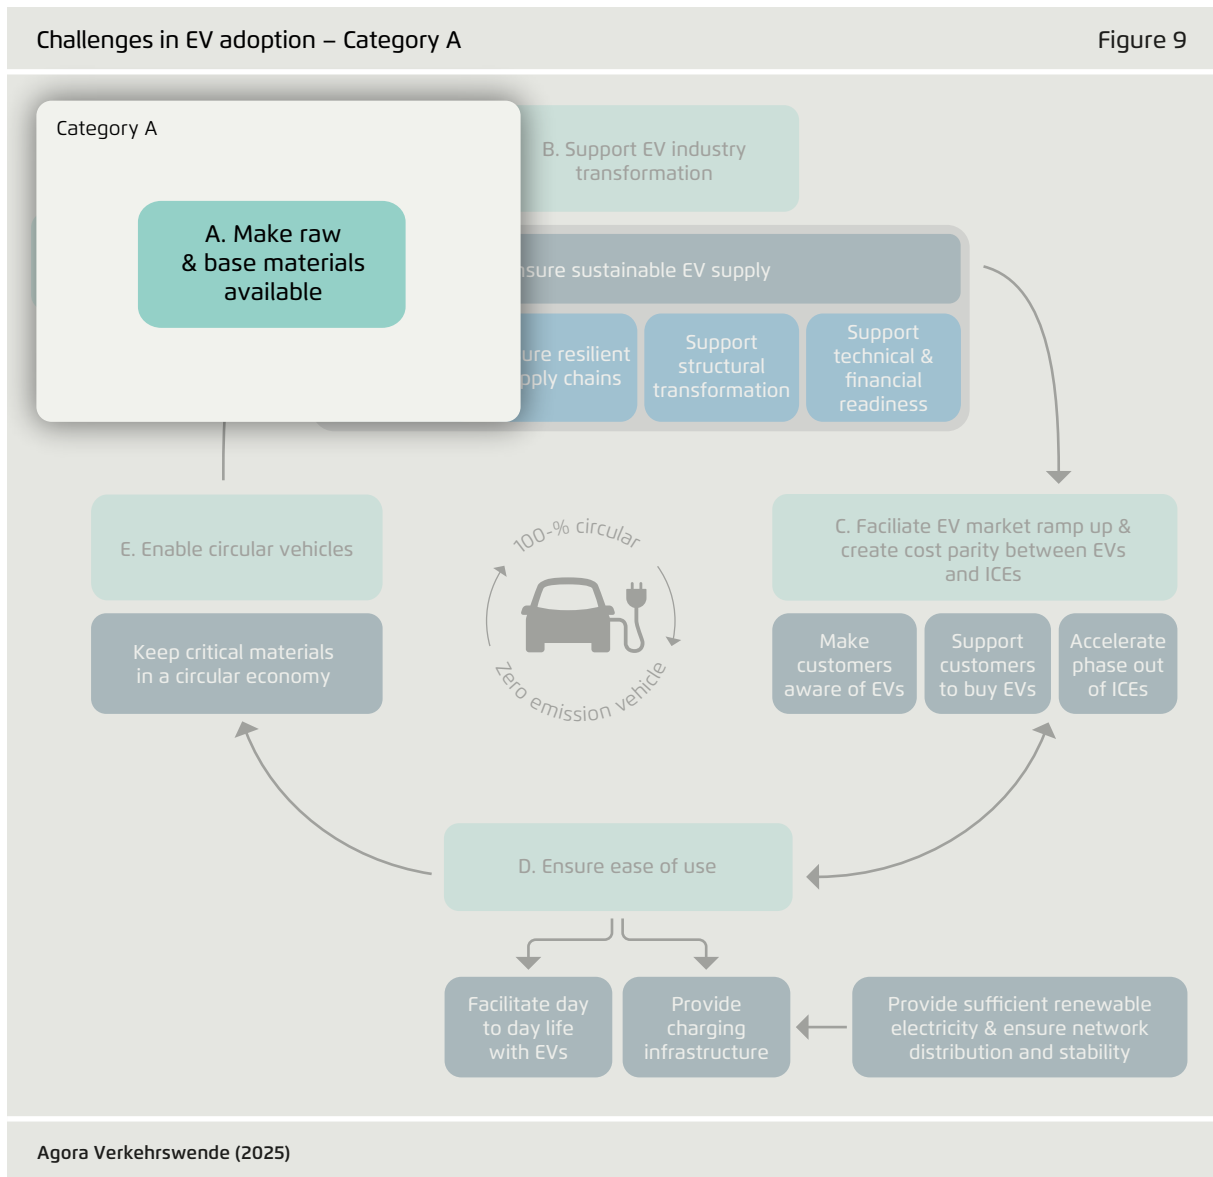 Challenges in EV adoption – Category A
Figure 9
Category A
A. Make raw
& base materials
available
B. Support EV industry
transformation
sustainable EV supply
resilient
chains
Support
structural
transformation
Support
technical &
financial
readiness
E. Enable circular vehicles
Keep critical materials
in a circular economy
100-% circular
Zero emission vehicle
C. Faciliate EV market ramp up &
create cost parity between EVs
and ICEs
Make
customers
aware of EVs
Support
customers
to buy EVs
Accelerate
phase out
of ICEs
D. Ensure ease of use
Facilitate day
to day life
with EVs
Provide
charging
infrastructure
Provide sufficient renewable
electricity & ensure network
distribution and stability
Agora Verkehrswende (2025)